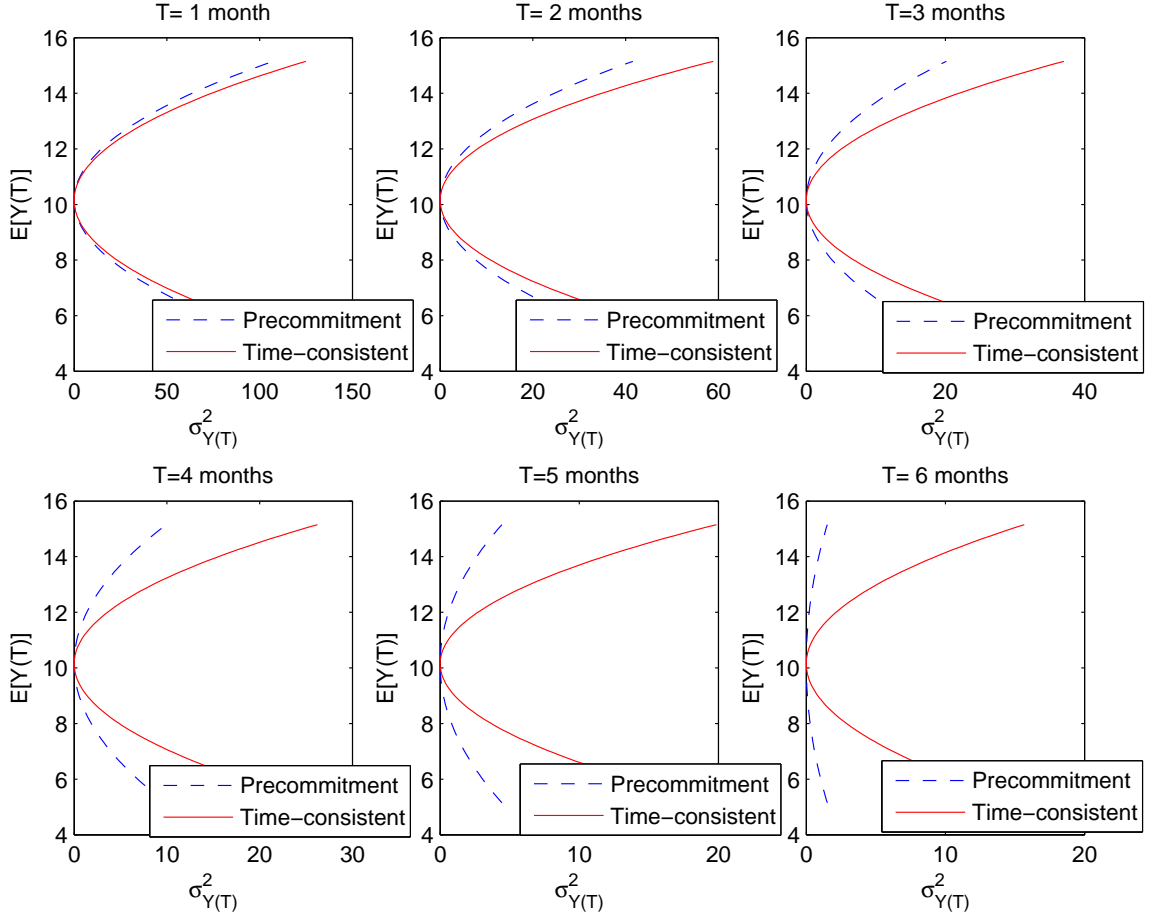 T= 1 month
T= 2 months
T=3 months
E[Y(T)]
16
14
12
10
8
6
4
0
50
100
150
σ²Y(T)
Precommitment
Time−consistent
E[Y(T)]
16
14
12
10
8
6
4
0
20
40
60
σ²Y(T)
Precommitment
Time−consistent
E[Y(T)]
16
14
12
10
8
6
4
0
20
40
σ²Y(T)
Precommitment
Time−consistent
T=4 months
T=5 months
T= 6 months
E[Y(T)]
16
14
12
10
8
6
4
0
10
20
30
σ²Y(T)
Precommitment
Time−consistent
E[Y(T)]
16
14
12
10
8
6
4
0
10
20
σ²Y(T)
Precommitment
Time−consistent
E[Y(T)]
16
14
12
10
8
6
4
0
10
20
σ²Y(T)
Precommitment
Time−consistent